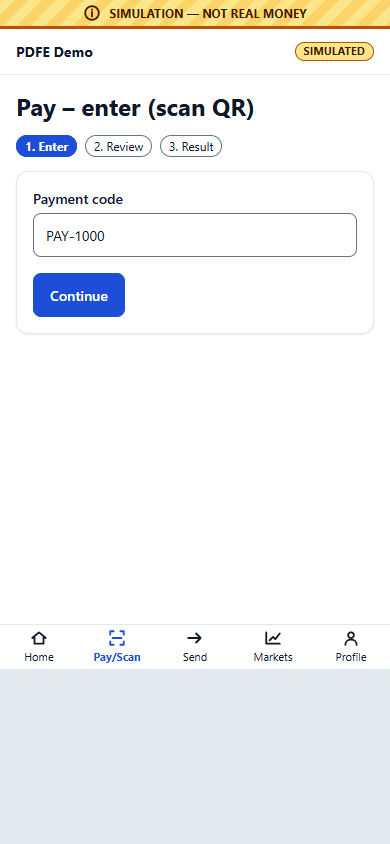 SIMULATION — NOT REAL MONEY
PDFE Demo
SIMULATED
Pay – enter (scan QR)
1. Enter
2. Review
3. Result
Payment code
PAY-1000
Continue
Home
Pay/Scan
Send
Markets
Profile